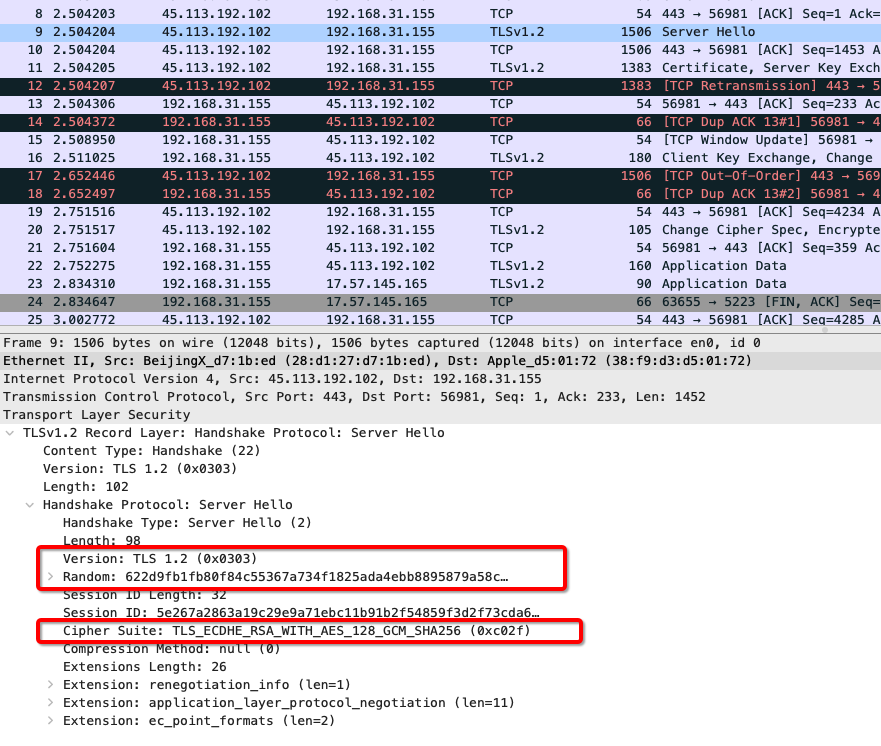 8 2.504203 45.113.192.102 192.168.31.155 TCP 54 443 → 56981 [ACK] Seq=1 Ack=
9 2.504204 45.113.192.102 192.168.31.155 TLSv1.2 1506 Server Hello
10 2.504204 45.113.192.102 192.168.31.155 TCP 1506 443 → 56981 [ACK] Seq=1453 A
11 2.504205 45.113.192.102 192.168.31.155 TLSv1.2 1383 Certificate, Server Key Exch
12 2.504207 45.113.192.102 192.168.31.155 TCP 1383 [TCP Retransmission] 443 → 5
13 2.504306 192.168.31.155 45.113.192.102 TCP 54 56981 → 443 [ACK] Seq=233 Ac
14 2.504372 192.168.31.155 45.113.192.102 TCP 66 [TCP Dup ACK 13#1] 56981 → 4
15 2.508950 192.168.31.155 45.113.192.102 TCP 54 [TCP Window Update] 56981 →
16 2.511025 192.168.31.155 45.113.192.102 TLSv1.2 180 Client Key Exchange, Change
17 2.652446 45.113.192.102 192.168.31.155 TCP 1506 [TCP Out-Of-Order] 443 → 569
18 2.652497 192.168.31.155 45.113.192.102 TCP 66 [TCP Dup ACK 13#2] 56981 → 4
19 2.751516 45.113.192.102 192.168.31.155 TCP 54 443 → 56981 [ACK] Seq=4234 A
20 2.751517 45.113.192.102 192.168.31.155 TLSv1.2 105 Change Cipher Spec, Encrypte
21 2.751604 192.168.31.155 45.113.192.102 TCP 54 56981 → 443 [ACK] Seq=359 Ac
22 2.752275 192.168.31.155 45.113.192.102 TLSv1.2 160 Application Data
23 2.834310 192.168.31.155 17.57.145.165 TLSv1.2 90 Application Data
24 2.834647 192.168.31.155 17.57.145.165 TCP 66 63655 → 5223 [FIN, ACK] Seq=
25 3.002772 45.113.192.102 192.168.31.155 TCP 54 443 → 56981 [ACK] Seq=4285 A
Frame 9: 1506 bytes on wire (12048 bits), 1506 bytes captured (12048 bits) on interface en0, id 0
Ethernet II, Src: BeijingX_d7:1b:ed (28:d1:27:d7:1b:ed), Dst: Apple_d5:01:72 (38:f9:d3:d5:01:72)
Internet Protocol Version 4, Src: 45.113.192.102, Dst: 192.168.31.155
Transmission Control Protocol, Src Port: 443, Dst Port: 56981, Seq: 1, Ack: 233, Len: 1452
Transport Layer Security
TLSv1.2 Record Layer: Handshake Protocol: Server Hello
Content Type: Handshake (22)
Version: TLS 1.2 (0x0303)
Length: 102
Handshake Protocol: Server Hello
Handshake Type: Server Hello (2)
Length: 98
Version: TLS 1.2 (0x0303)
Random: 622d9fb1fb80f84c55367a734f1825ada4ebb8895879a58c…
Session ID Length: 32
Session ID: 5e267a2863a19c29e9a71ebc11b91b2f54859f3d2f73cda6…
Cipher Suite: TLS_ECDHE_RSA_WITH_AES_128_GCM_SHA256 (0xc02f)
Compression Method: null (0)
Extensions Length: 26
Extension: renegotiation_info (len=1)
Extension: application_layer_protocol_negotiation (len=11)
Extension: ec_point_formats (len=2)